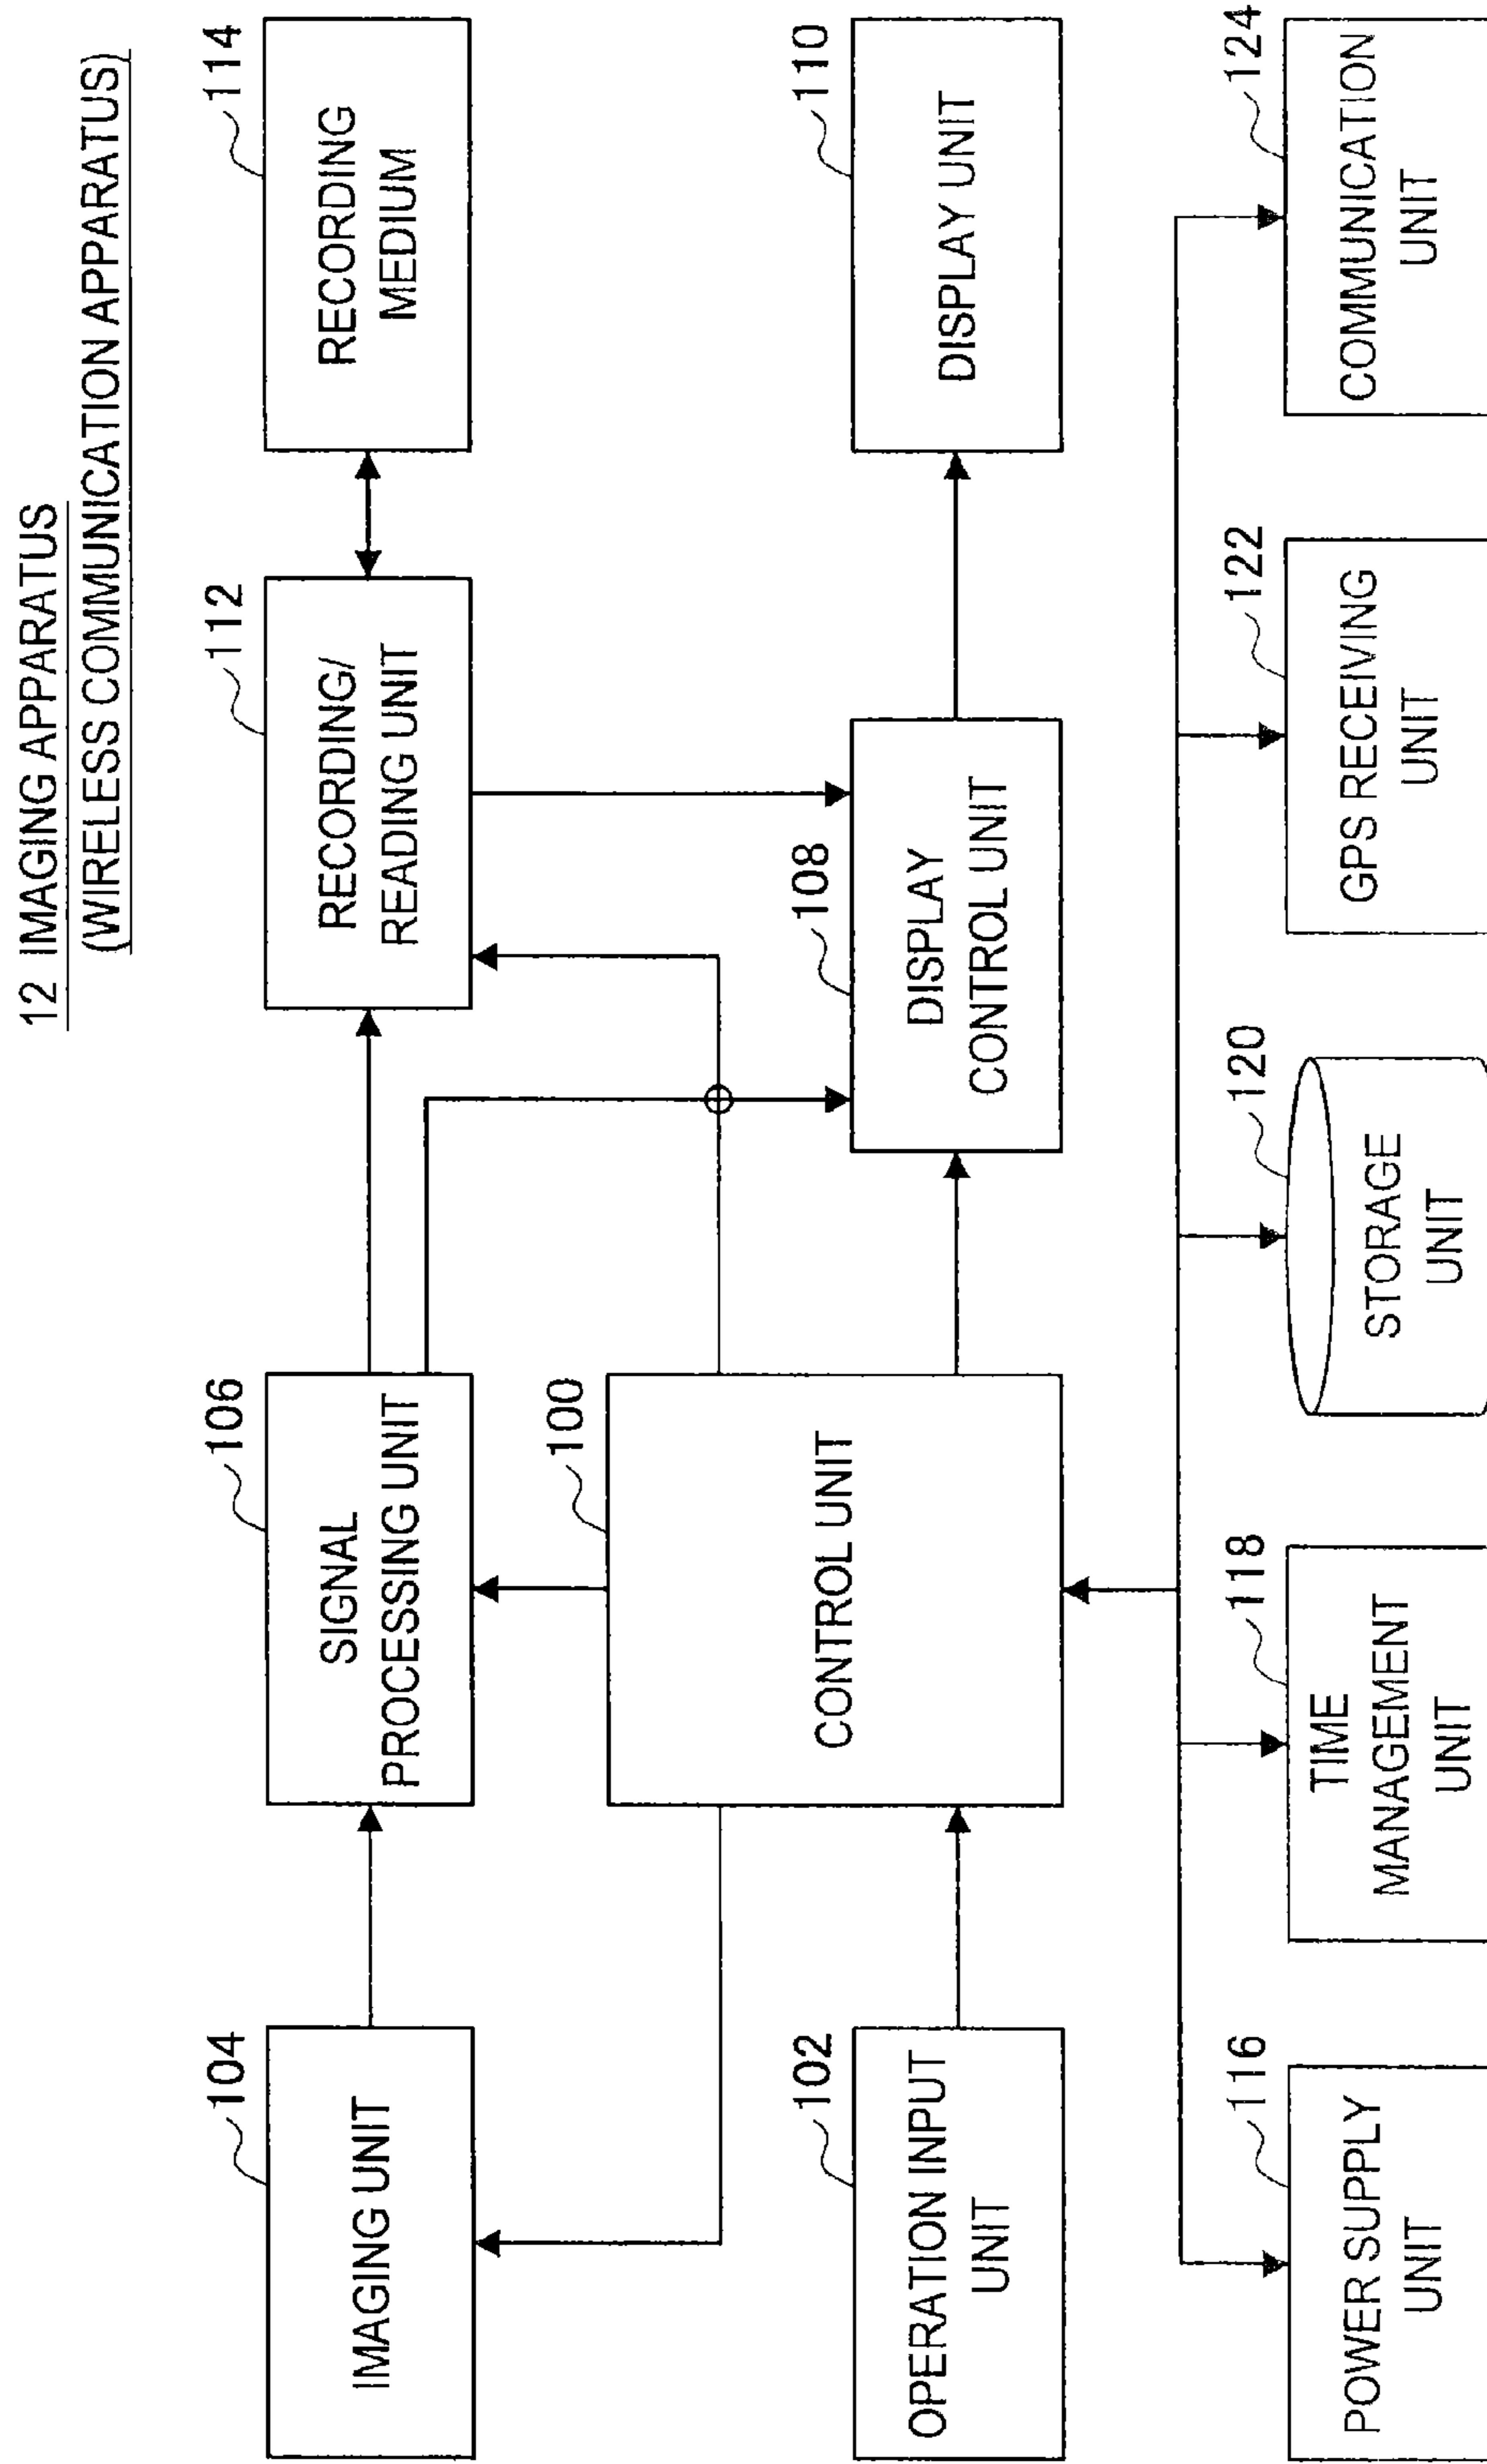 12 IMAGING APPARATUS
(WIRELESS COMMUNICATION APPARATUS)
104
IMAGING UNIT
106
SIGNAL
PROCESSING UNIT
112
RECORDING/
READING UNIT
114
RECORDING
MEDIUM
102
OPERATION INPUT
UNIT
100
CONTROL UNIT
108
DISPLAY
CONTROL UNIT
110
DISPLAY UNIT
116
POWER SUPPLY
UNIT
118
TIME
MANAGEMENT
UNIT
120
STORAGE
UNIT
122
GPS RECEIVING
UNIT
124
COMMUNICATION
UNIT